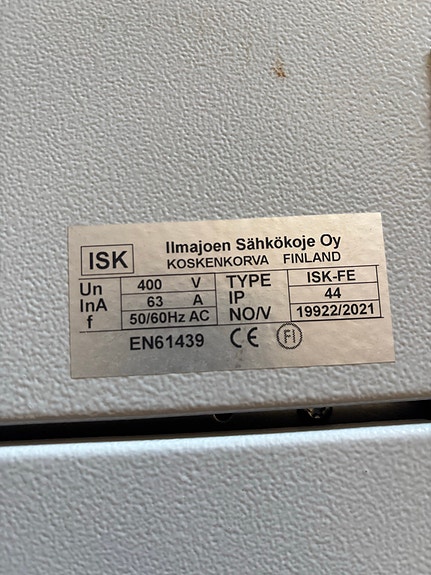 ISK
Ilmajoen Sähkökoje Oy
KOSKENKORVA FINLAND
Un 400 V TYPE ISK-FE
InA 63 A IP 44
f 50/60Hz AC NO/V 19922/2021
EN61439 CE FI